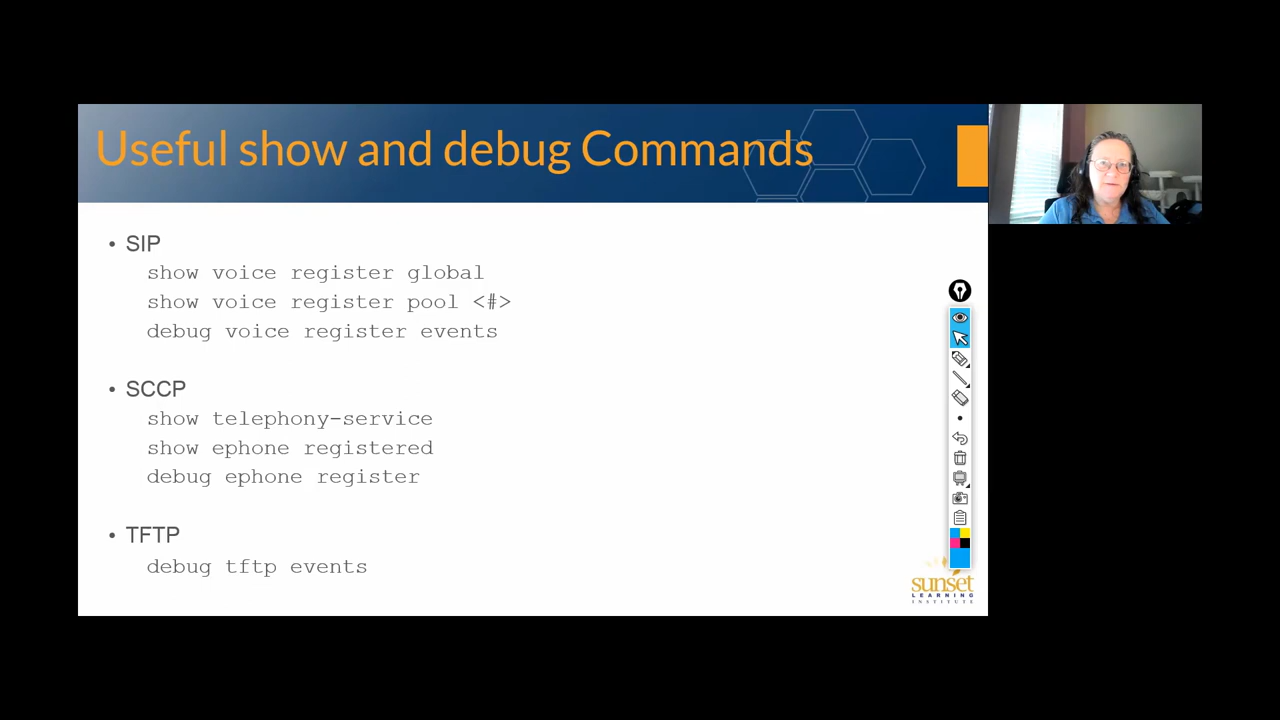 Useful show and debug Commands
• SIP
show voice register global
show voice register pool <#>
debug voice register events
• SCCP
show telephony-service
show ephone registered
debug ephone register
• TFTP
debug tftp events
sunset
LEARNING
INSTITUTE